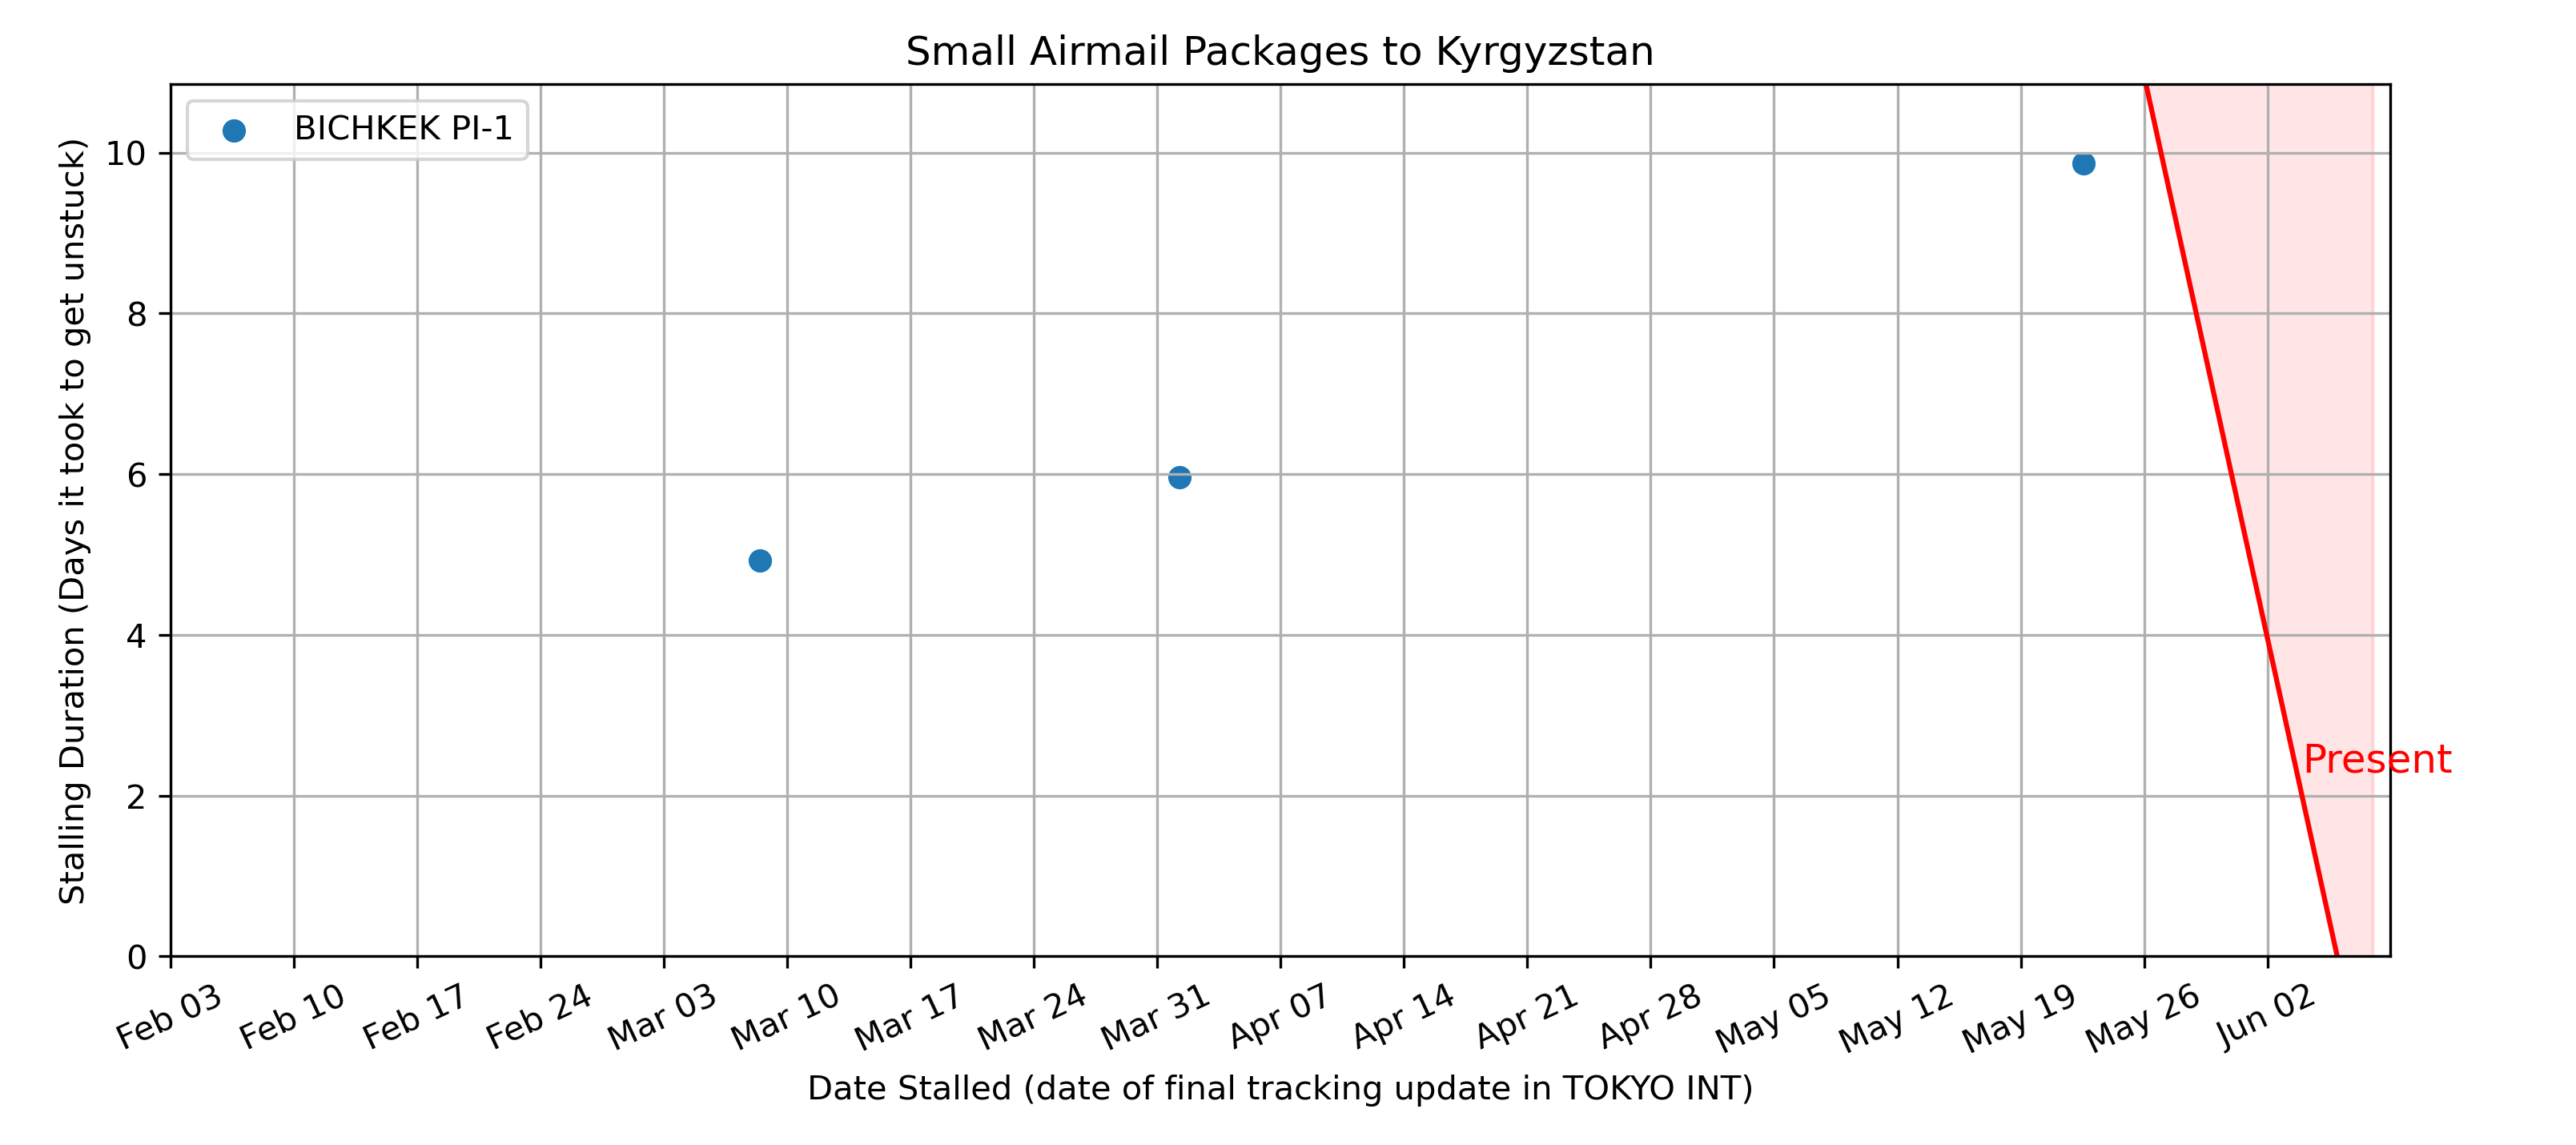 Small Airmail Packages to Kyrgyzstan
BICHKEK PI-1
Stalling Duration (Days it took to get unstuck)
10
8
6
4
2
0
Present
Feb 03
Feb 10
Feb 17
Feb 24
Mar 03
Mar 10
Mar 17
Mar 24
Mar 31
Apr 07
Apr 14
Apr 21
Apr 28
May 05
May 12
May 19
May 26
Jun 02
Date Stalled (date of final tracking update in TOKYO INT)